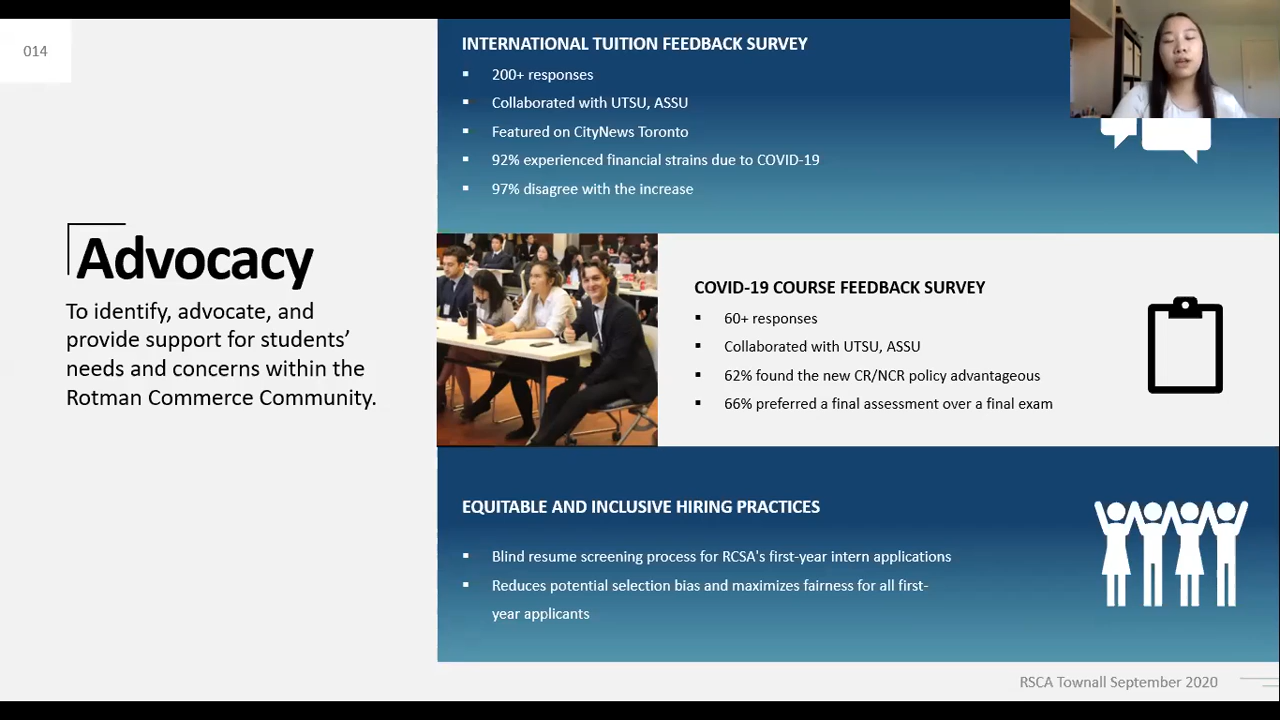 014
Advocacy
To identify, advocate, and
provide support for students’
needs and concerns within the
Rotman Commerce Community.
INTERNATIONAL TUITION FEEDBACK SURVEY
▪ 200+ responses
▪ Collaborated with UTSU, ASSU
▪ Featured on CityNews Toronto
▪ 92% experienced financial strains due to COVID-19
▪ 97% disagree with the increase
COVID-19 COURSE FEEDBACK SURVEY
▪ 60+ responses
▪ Collaborated with UTSU, ASSU
▪ 62% found the new CR/NCR policy advantageous
▪ 66% preferred a final assessment over a final exam
EQUITABLE AND INCLUSIVE HIRING PRACTICES
▪ Blind resume screening process for RCSA's first-year intern applications
▪ Reduces potential selection bias and maximizes fairness for all first-
year applicants
RSCA Townall September 2020